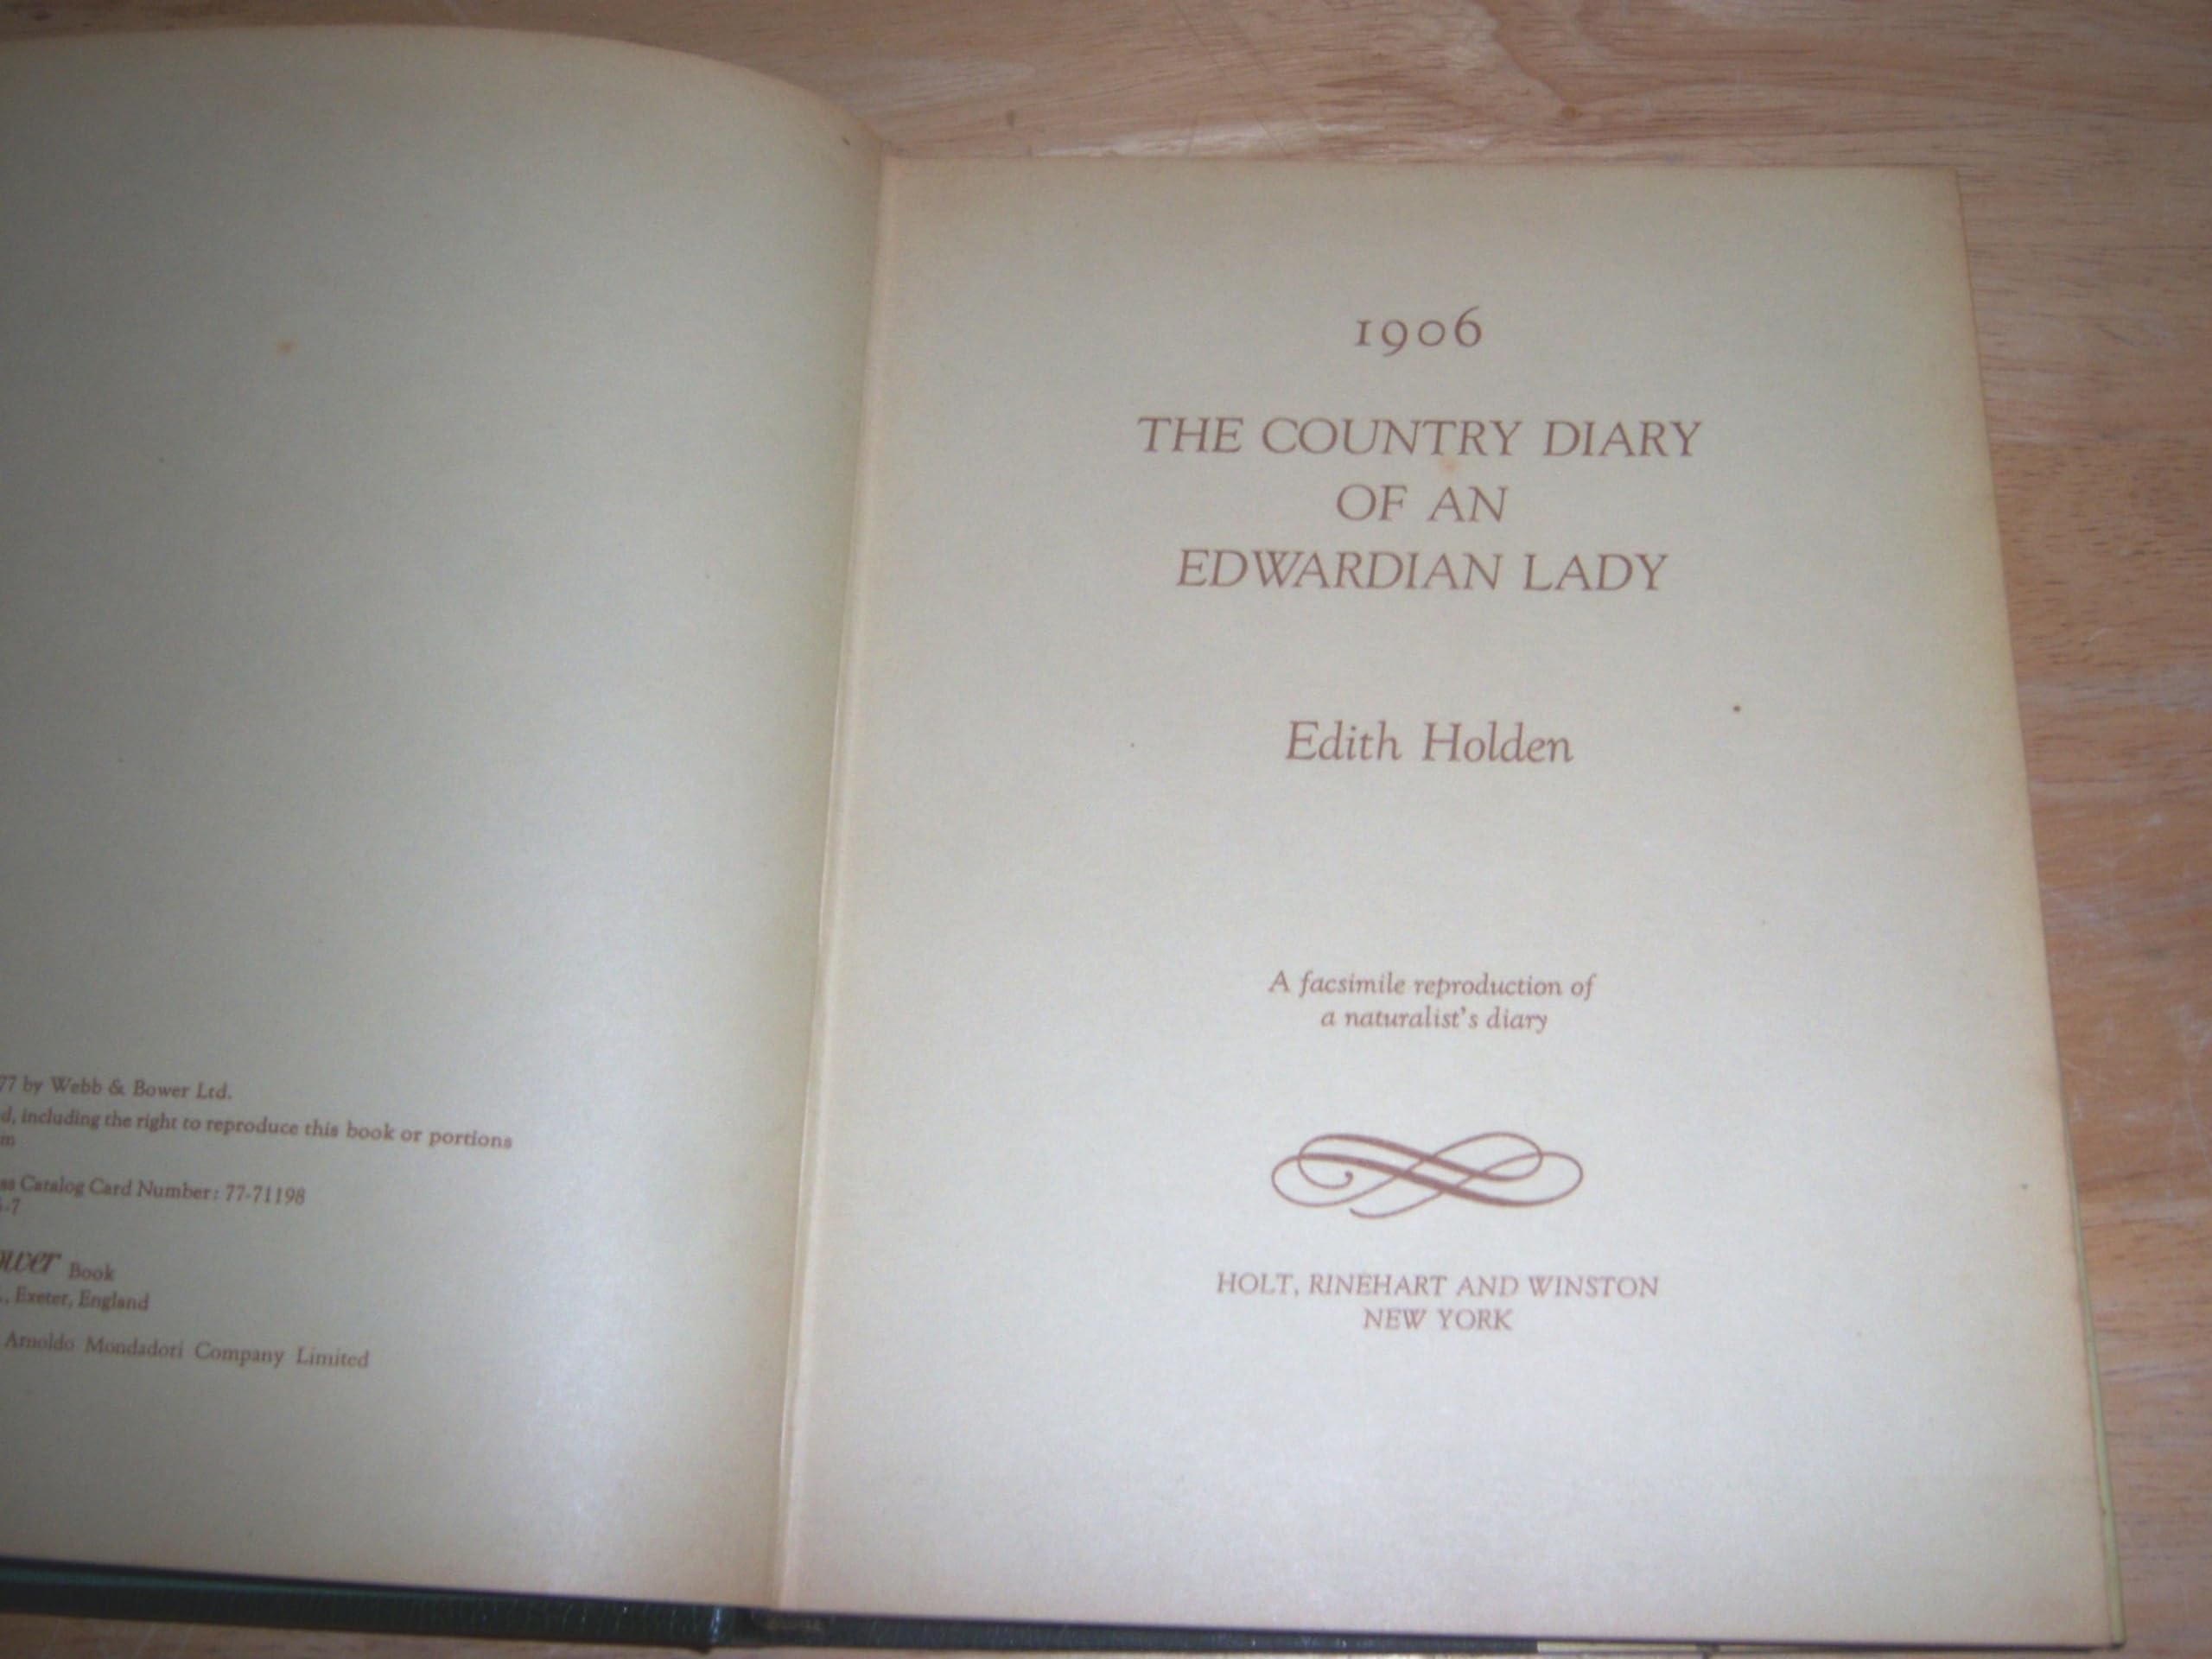 77 by Webb & Bower Ltd.
d, including the right to reproduce this book or portions
m
ss Catalog Card Number: 77-71198
-7
ower Book
., Exeter, England
Arnoldo Mondadori Company Limited
1906
THE COUNTRY DIARY
OF AN
EDWARDIAN LADY
Edith Holden
A facsimile reproduction of
a naturalist's diary
HOLT, RINEHART AND WINSTON
NEW YORK